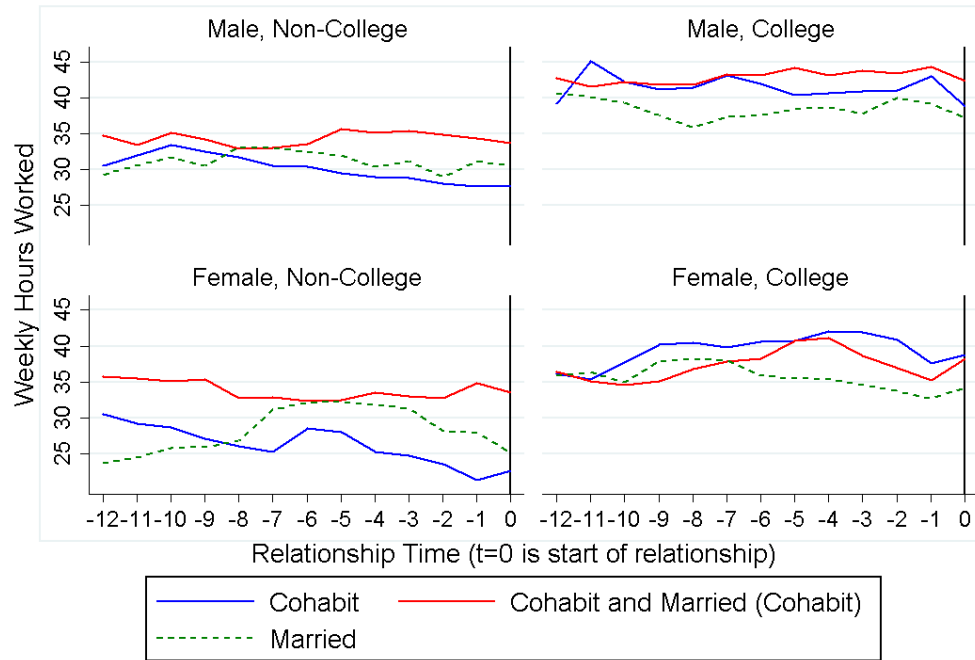 Male, Non-College
Male, College
Weekly Hours Worked
45
40
35
30
25
Female, Non-College
Female, College
45
40
35
30
25
-12 -11 -10 -9 -8 -7 -6 -5 -4 -3 -2 -1 0
-12 -11 -10 -9 -8 -7 -6 -5 -4 -3 -2 -1 0
Relationship Time (t=0 is start of relationship)
Cohabit
Cohabit and Married (Cohabit)
Married